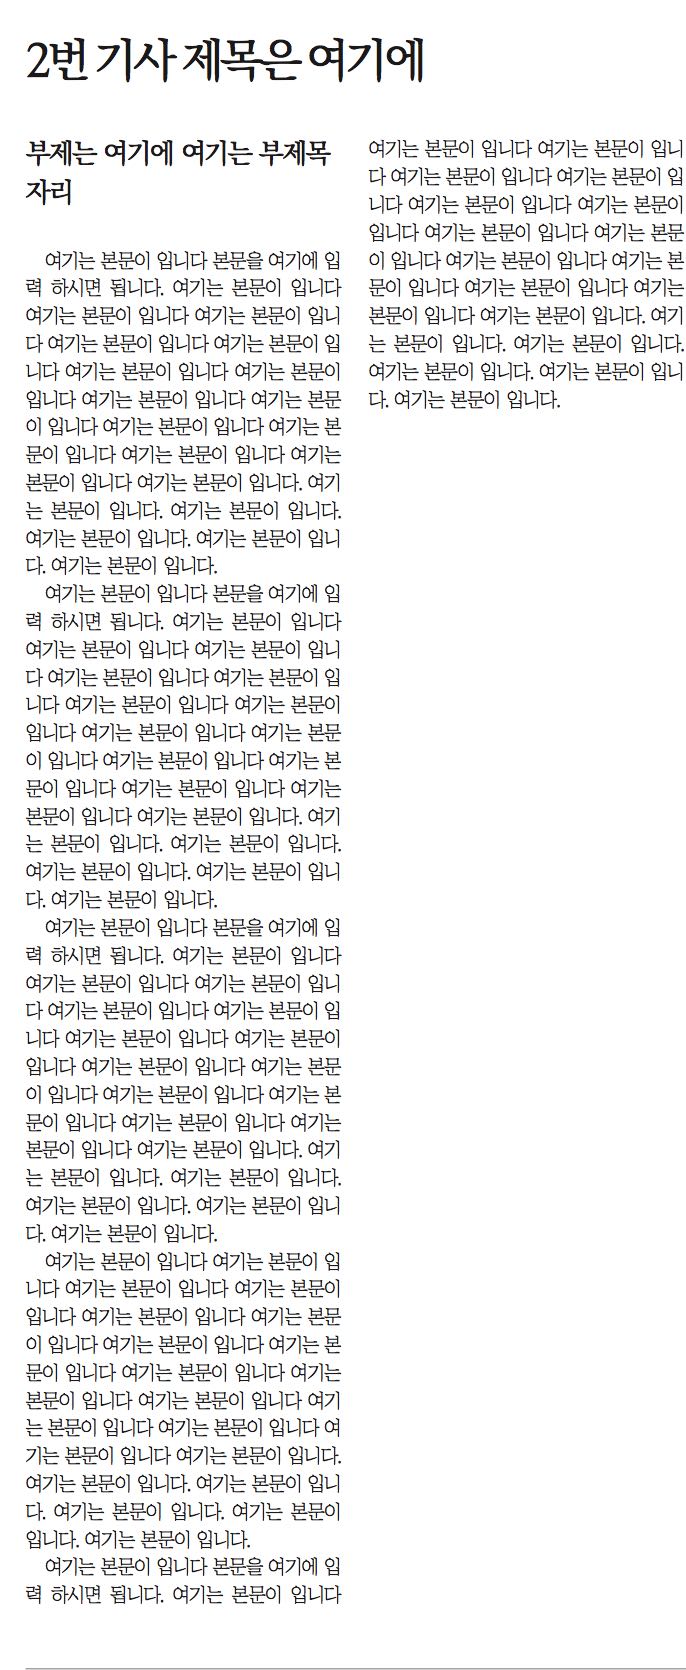 2번 기사 제목은 여기에
부제는 여기에 여기는 부제목
자리
여기는 본문이 입니다 본문을 여기에 입
력 하시면 됩니다. 여기는 본문이 입니다
여기는 본문이 입니다 여기는 본문이 입니
다 여기는 본문이 입니다 여기는 본문이 입
니다 여기는 본문이 입니다 여기는 본문이
입니다 여기는 본문이 입니다 여기는 본문
이 입니다 여기는 본문이 입니다 여기는 본
문이 입니다 여기는 본문이 입니다 여기는
본문이 입니다 여기는 본문이 입니다. 여기
는 본문이 입니다. 여기는 본문이 입니다.
여기는 본문이 입니다. 여기는 본문이 입니
다. 여기는 본문이 입니다.
여기는 본문이 입니다 본문을 여기에 입
력 하시면 됩니다. 여기는 본문이 입니다
여기는 본문이 입니다 여기는 본문이 입니
다 여기는 본문이 입니다 여기는 본문이 입
니다 여기는 본문이 입니다 여기는 본문이
입니다 여기는 본문이 입니다 여기는 본문
이 입니다 여기는 본문이 입니다 여기는 본
문이 입니다 여기는 본문이 입니다 여기는
본문이 입니다 여기는 본문이 입니다. 여기
는 본문이 입니다. 여기는 본문이 입니다.
여기는 본문이 입니다. 여기는 본문이 입니
다. 여기는 본문이 입니다.
여기는 본문이 입니다 본문을 여기에 입
력 하시면 됩니다. 여기는 본문이 입니다
여기는 본문이 입니다 여기는 본문이 입니
다 여기는 본문이 입니다 여기는 본문이 입
니다 여기는 본문이 입니다 여기는 본문이
입니다 여기는 본문이 입니다 여기는 본문
이 입니다 여기는 본문이 입니다 여기는 본
문이 입니다 여기는 본문이 입니다 여기는
본문이 입니다 여기는 본문이 입니다. 여기
는 본문이 입니다. 여기는 본문이 입니다.
여기는 본문이 입니다. 여기는 본문이 입니
다. 여기는 본문이 입니다.
여기는 본문이 입니다 여기는 본문이 입
니다 여기는 본문이 입니다 여기는 본문이
입니다 여기는 본문이 입니다 여기는 본문
이 입니다 여기는 본문이 입니다 여기는 본
문이 입니다 여기는 본문이 입니다 여기는
본문이 입니다 여기는 본문이 입니다 여기
는 본문이 입니다 여기는 본문이 입니다 여
기는 본문이 입니다 여기는 본문이 입니다.
여기는 본문이 입니다. 여기는 본문이 입니
다. 여기는 본문이 입니다. 여기는 본문이
입니다. 여기는 본문이 입니다.
여기는 본문이 입니다 본문을 여기에 입
력 하시면 됩니다. 여기는 본문이 입니다
여기는 본문이 입니다 여기는 본문이 입니
다 여기는 본문이 입니다 여기는 본문이 입
니다 여기는 본문이 입니다 여기는 본문이
입니다 여기는 본문이 입니다 여기는 본문
이 입니다 여기는 본문이 입니다 여기는 본
문이 입니다 여기는 본문이 입니다 여기는
본문이 입니다 여기는 본문이 입니다. 여기
는 본문이 입니다. 여기는 본문이 입니다.
여기는 본문이 입니다. 여기는 본문이 입니
다. 여기는 본문이 입니다.